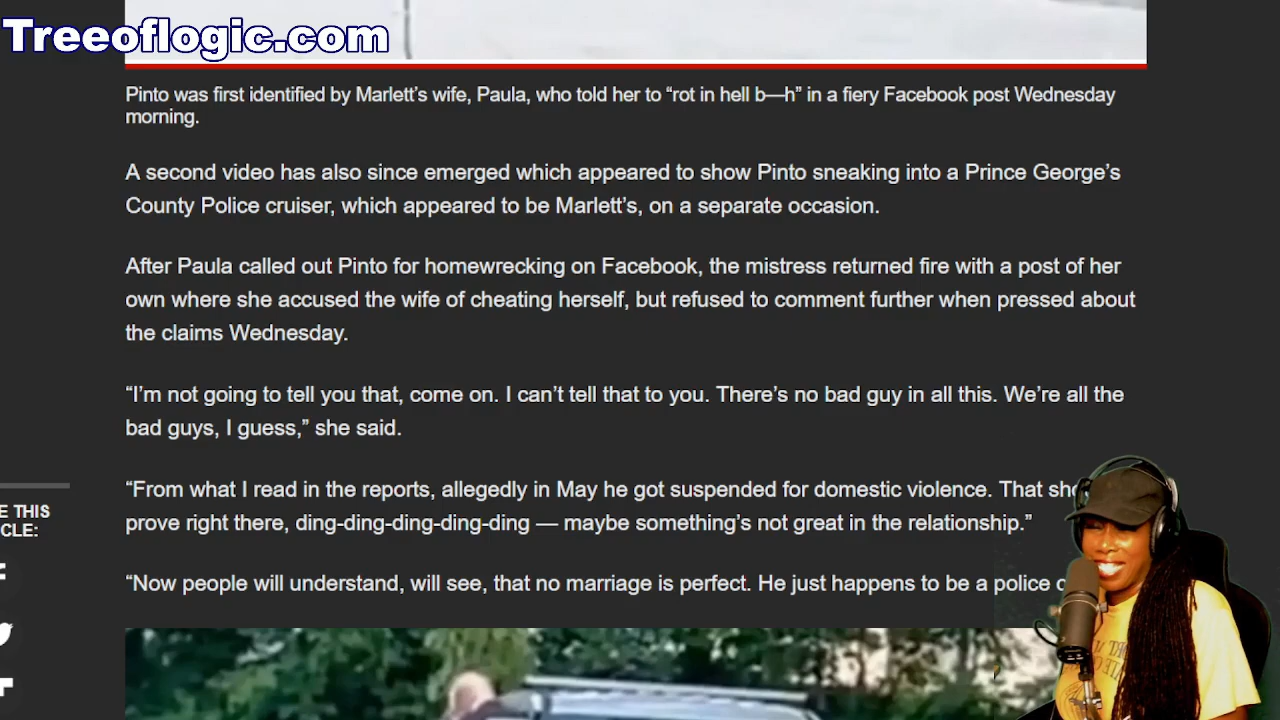 Treeoflogic.com
Pinto was first identified by Marlett’s wife, Paula, who told her to “rot in hell b—h” in a fiery Facebook post Wednesday
morning.
A second video has also since emerged which appeared to show Pinto sneaking into a Prince George’s
County Police cruiser, which appeared to be Marlett’s, on a separate occasion.
After Paula called out Pinto for homewrecking on Facebook, the mistress returned fire with a post of her
own where she accused the wife of cheating herself, but refused to comment further when pressed about
the claims Wednesday.
“I’m not going to tell you that, come on. I can’t tell that to you. There’s no bad guy in all this. We’re all the
bad guys, I guess,” she said.
“From what I read in the reports, allegedly in May he got suspended for domestic violence. That
prove right there, ding-ding-ding-ding-ding — maybe something’s not great in the relationship.”
“Now people will understand, will see, that no marriage is perfect. He just happens to be a police
E THIS
CLE: